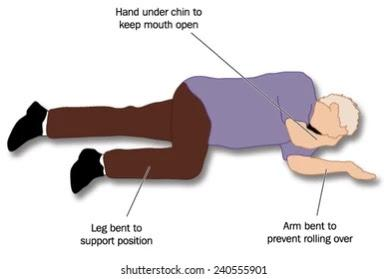 Hand under chin to
keep mouth open
Leg bent to
support position
Arm bent to
prevent rolling over
shutterstock.com · 240555901